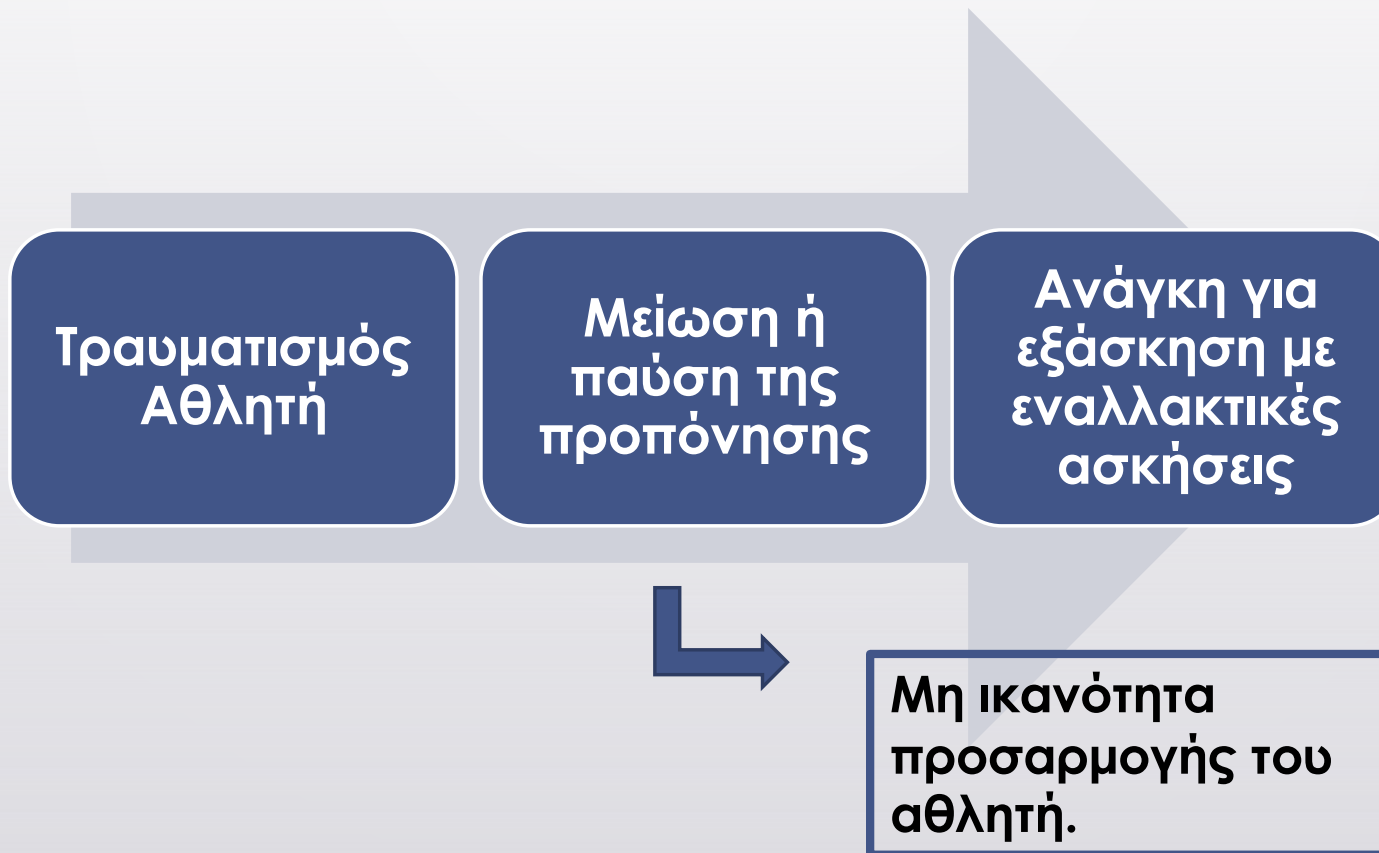 Τραυματισμός
Αθλητή
Μείωση ή
παύση της
προπόνησης
Ανάγκη για
εξάσκηση με
εναλλακτικές
ασκήσεις
Μη ικανότητα
προσαρμογής του
αθλητή.